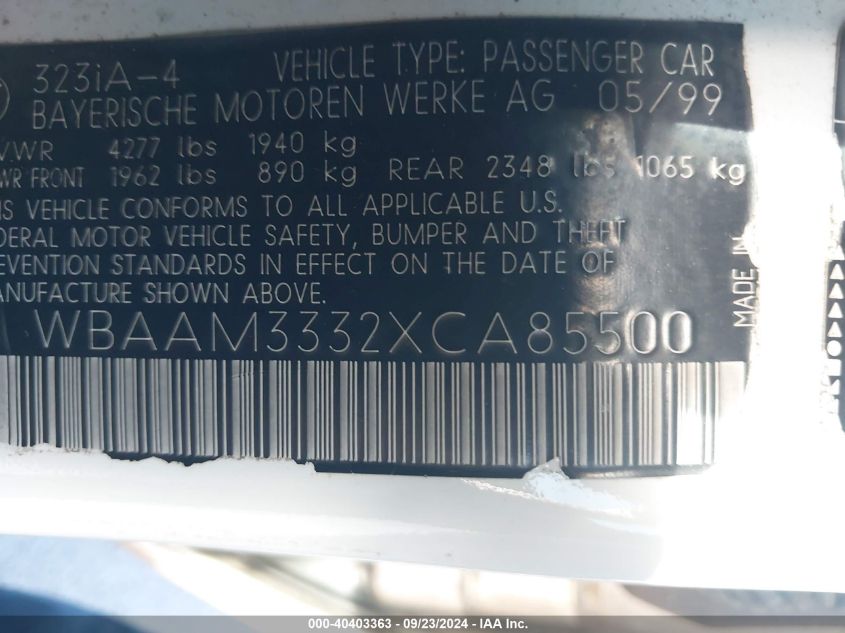 323iA-4 VEHICLE TYPE: PASSENGER CAR
BAYERISCHE MOTOREN WERKE AG 05/99
VWR 4277 lbs 1940 kg
WR FRONT 1962 lbs 890 kg REAR 2348 lbs 1065 kg
IS VEHICLE CONFORMS TO ALL APPLICABLE U.S.
DERAL MOTOR VEHICLE SAFETY, BUMPER AND THEFT
EVENTION STANDARDS IN EFFECT ON THE DATE OF
ANUFACTURE SHOWN ABOVE.
WBAAM3332XCA85500
MADE IN
000-40403363 - 09/23/2024 - IAAI.com